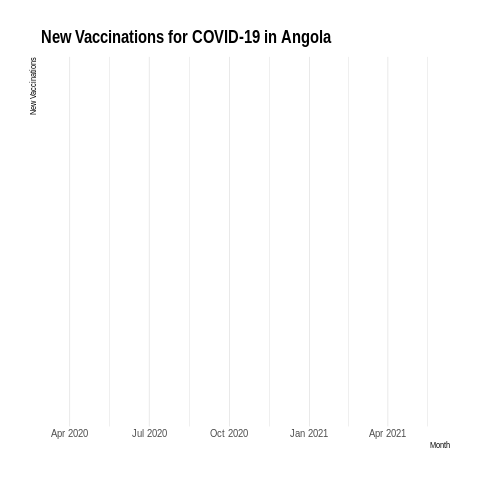 New Vaccinations for COVID-19 in Angola
New Vaccinations
Apr 2020 Jul 2020 Oct 2020 Jan 2021 Apr 2021
Month